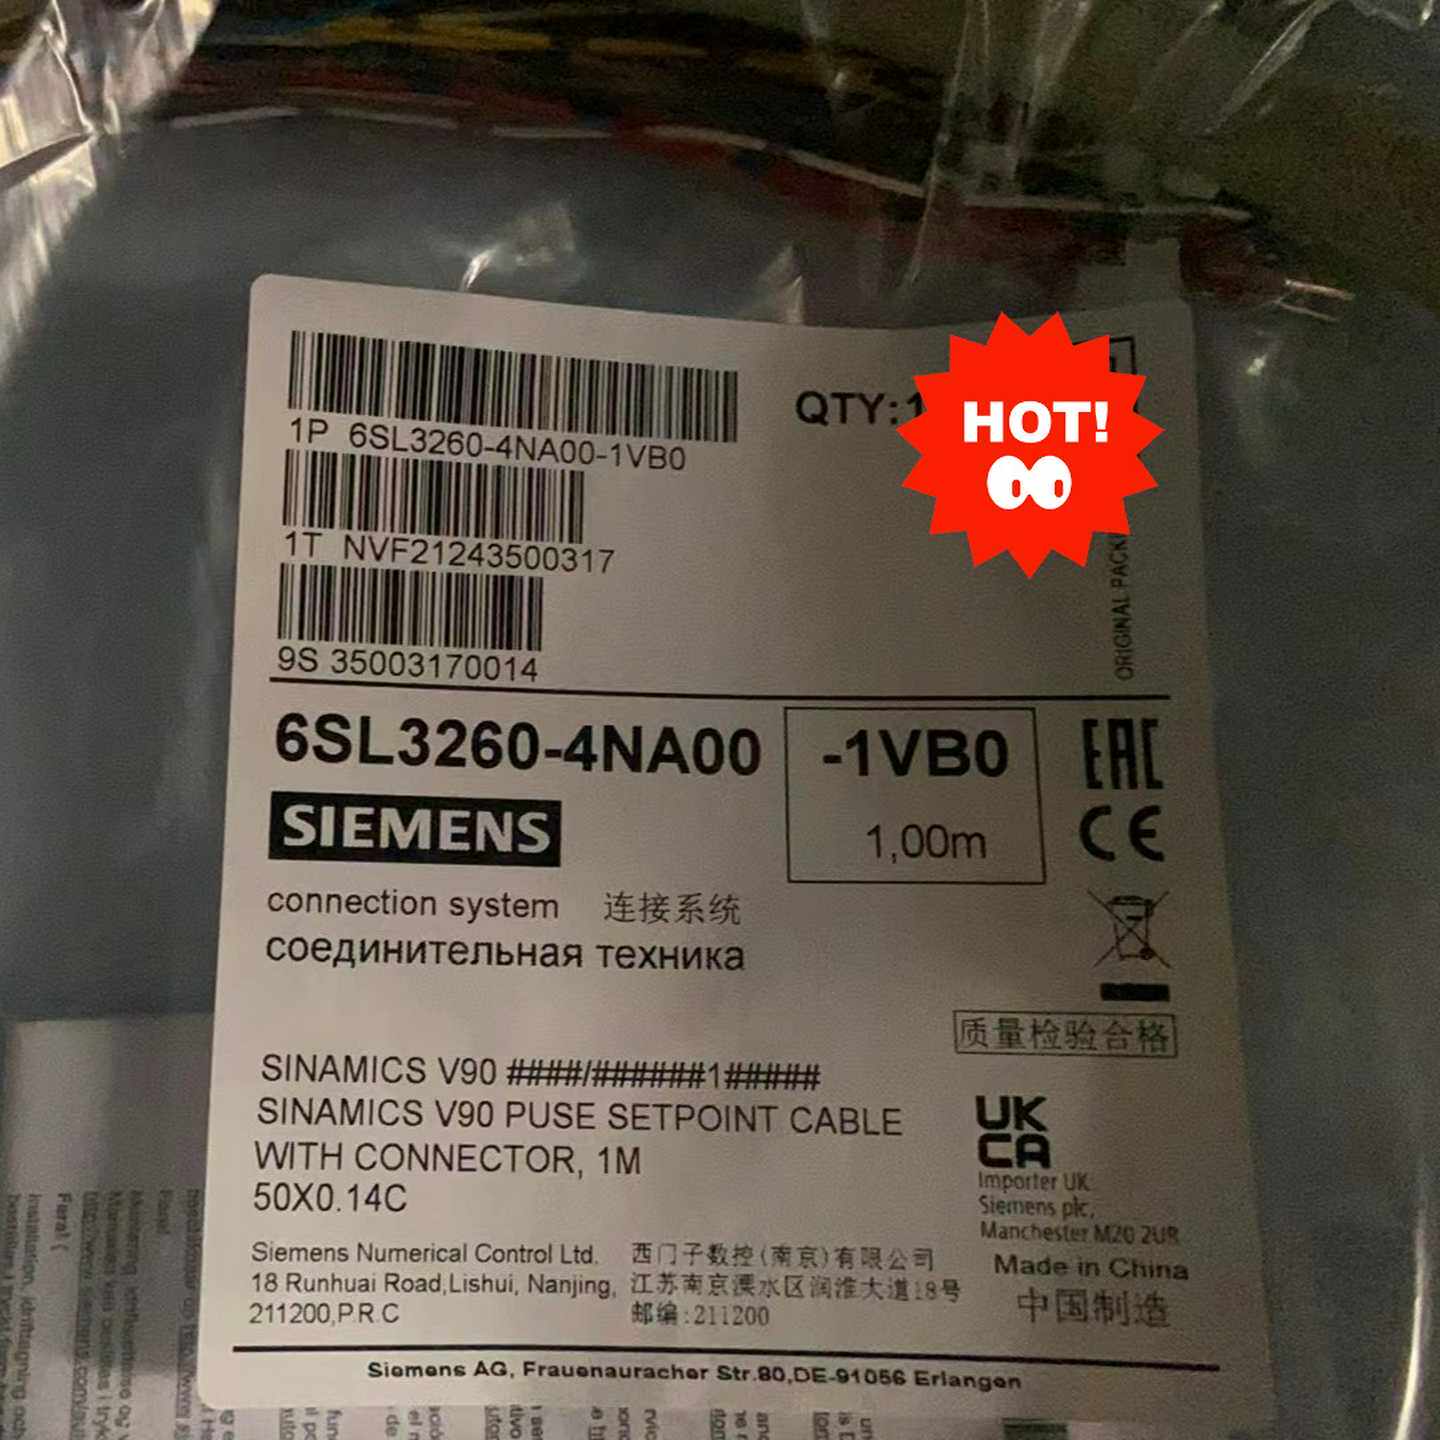 1P 6SL3260-4NA00-1VB0
QTY:1
HOT!
1T NVF21243500317
9S 35003170014
ORIGINAL PACK
6SL3260-4NA00
-1VB0
1,00m
EAC
CE
SIEMENS
connection system 连接系统
соединительная техника
质量检验合格
SINAMICS V90 ####/######1#####
SINAMICS V90 PUSE SETPOINT CABLE
WITH CONNECTOR, 1M
50X0.14C
UK
CA
Importer UK
Siemens plc,
Manchester M20 2UR
Made in China
中国制造
Siemens Numerical Control Ltd.
18 Runhuai Road,Lishui, Nanjing,
211200,P.R.C
西门子数控(南京)有限公司
江苏南京溧水区润淮大道18号
邮编:211200
Siemens AG, Frauenauracher Str.80,DE-91056 Erlangen